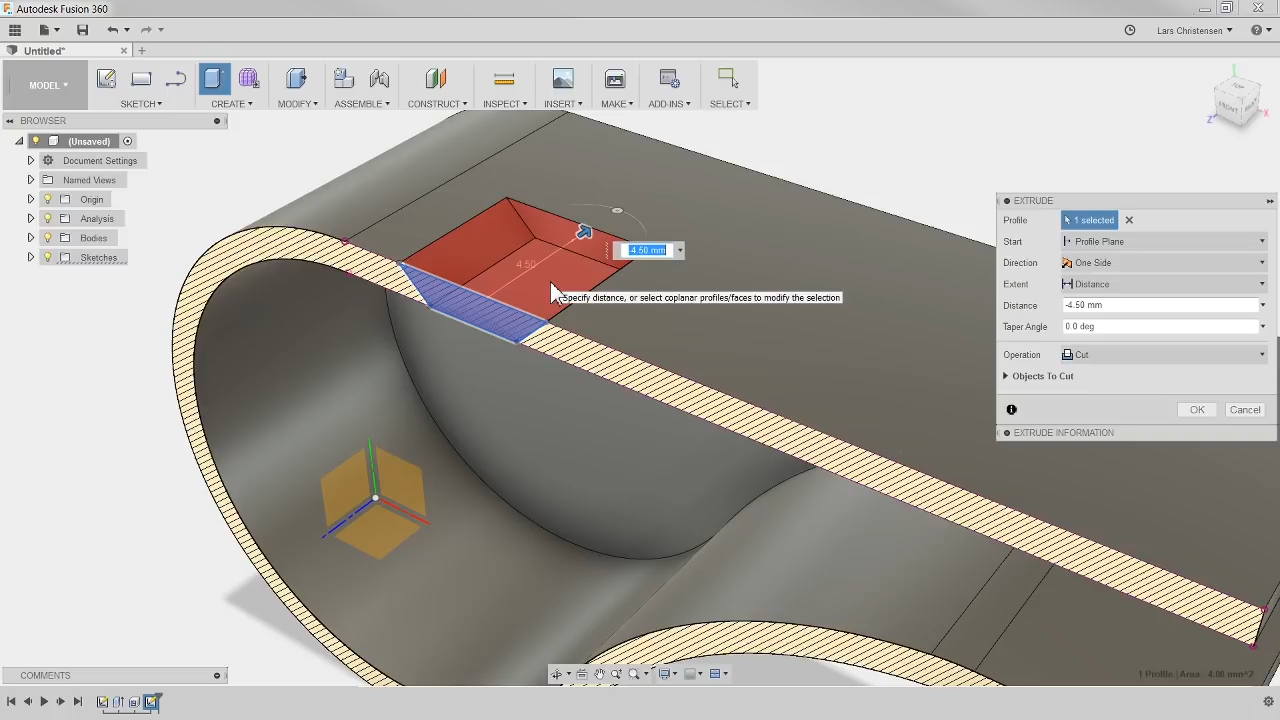 Autodesk Fusion 360
Lars Christensen
Untitled*
MODEL
SKETCH
CREATE
MODIFY
ASSEMBLE
CONSTRUCT
INSPECT
INSERT
MAKE
ADD-INS
SELECT
TOP
FRONT
Z
X
BROWSER
(Unsaved)
Document Settings
Named Views
Origin
Analysis
Bodies
Sketches
4.50
-4.50 mm
Specify distance, or select coplanar profiles/faces to modify the selection
EXTRUDE
Profile 1 selected
Start Profile Plane
Direction One Side
Extent Distance
Distance -4.50 mm
Taper Angle 0.0 deg
Operation Cut
Objects To Cut
OK Cancel
EXTRUDE INFORMATION
COMMENTS
1 Profile | Area : 4.00 mm^2